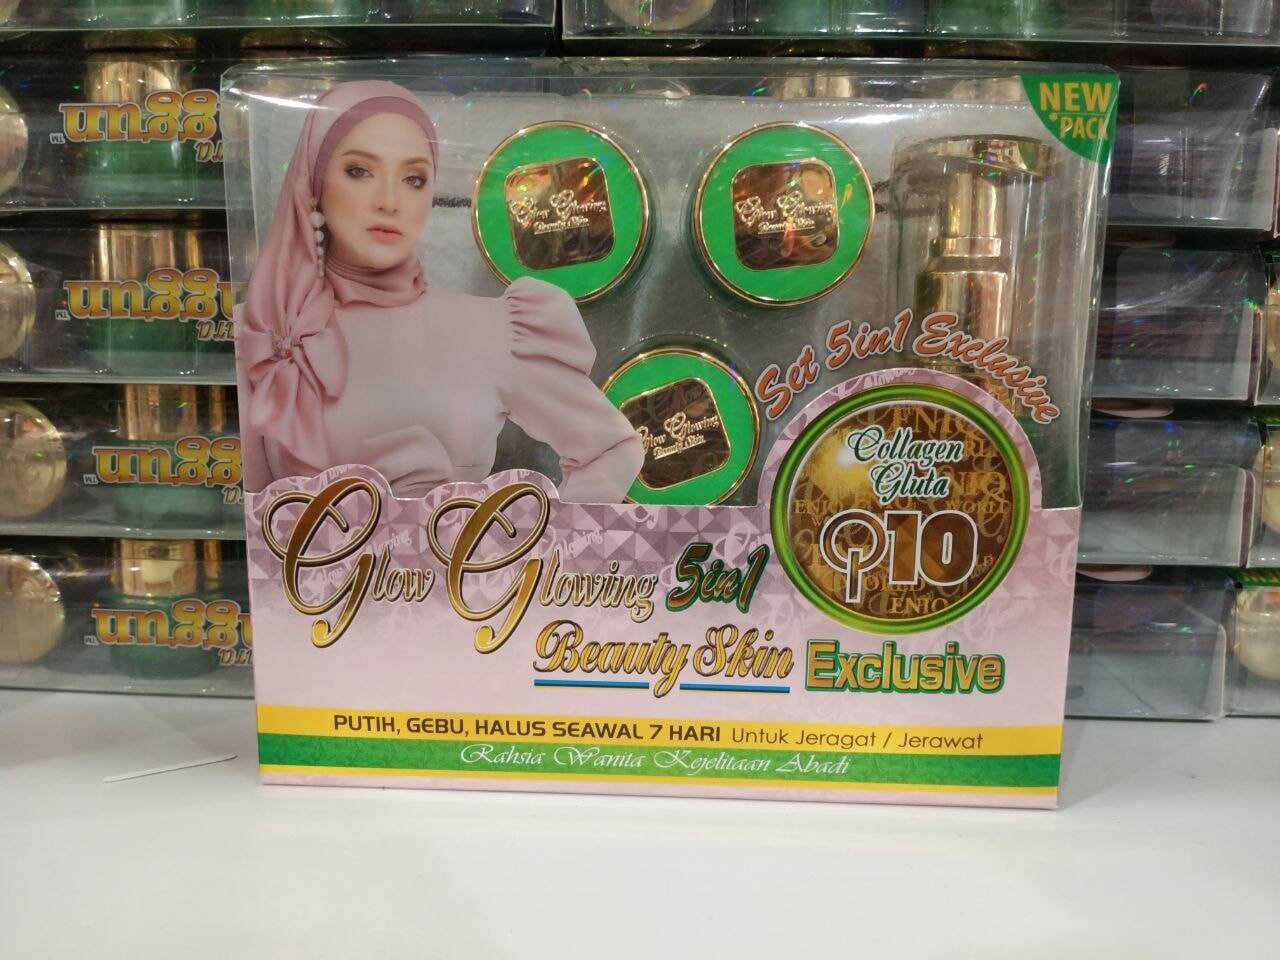 NEW
PACK
Glow Glowing
Beauty Skin
Glow Glowing
Beauty Skin
Glow Glowing
Beauty Skin
Set 5in1 Exclusive
Collagen
Gluta
Q10
Glow Glowing 5in1
Beauty Skin Exclusive
PUTIH, GEBU, HALUS SEAWAL 7 HARI Untuk Jeragat / Jerawat
Rahsia Wanita Kejelitaan Abadi